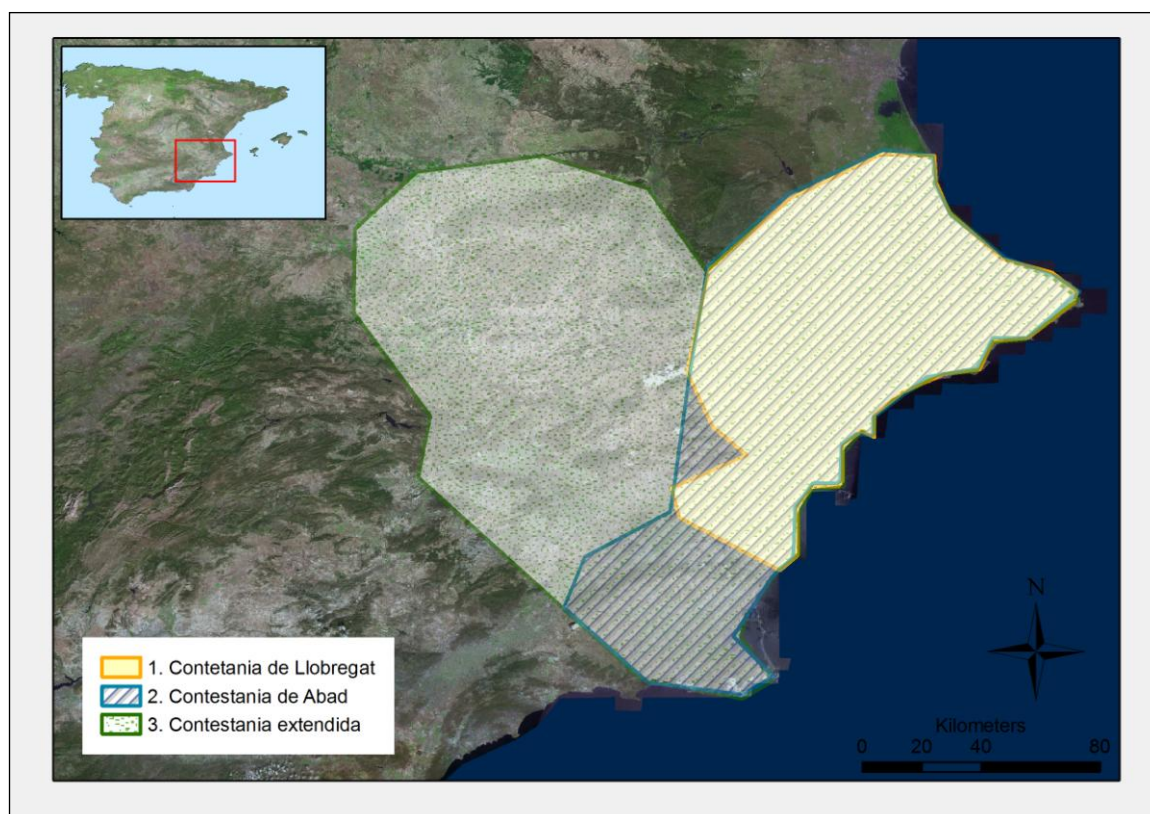 1. Contetania de Llobregat
2. Contestania de Abad
3. Contestania extendida
N
Kilometers
0 20 40 80